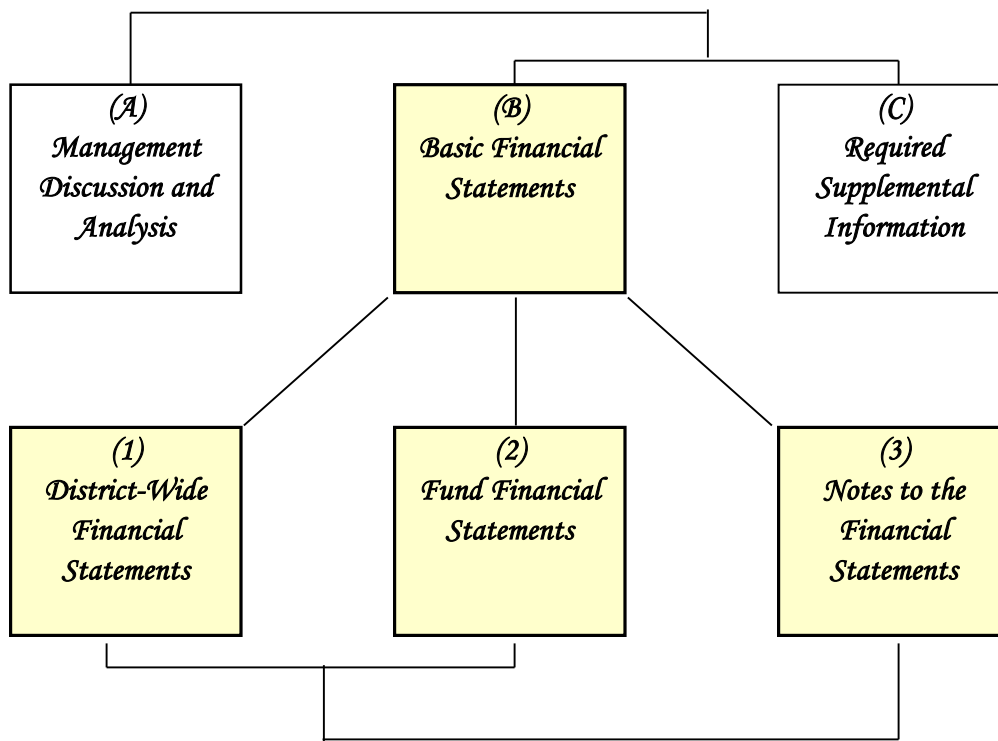 (A)
Management
Discussion and
Analysis
(B)
Basic Financial
Statements
(C)
Required
Supplemental
Information
(1)
District-Wide
Financial
Statements
(2)
Fund Financial
Statements
(3)
Notes to the
Financial
Statements